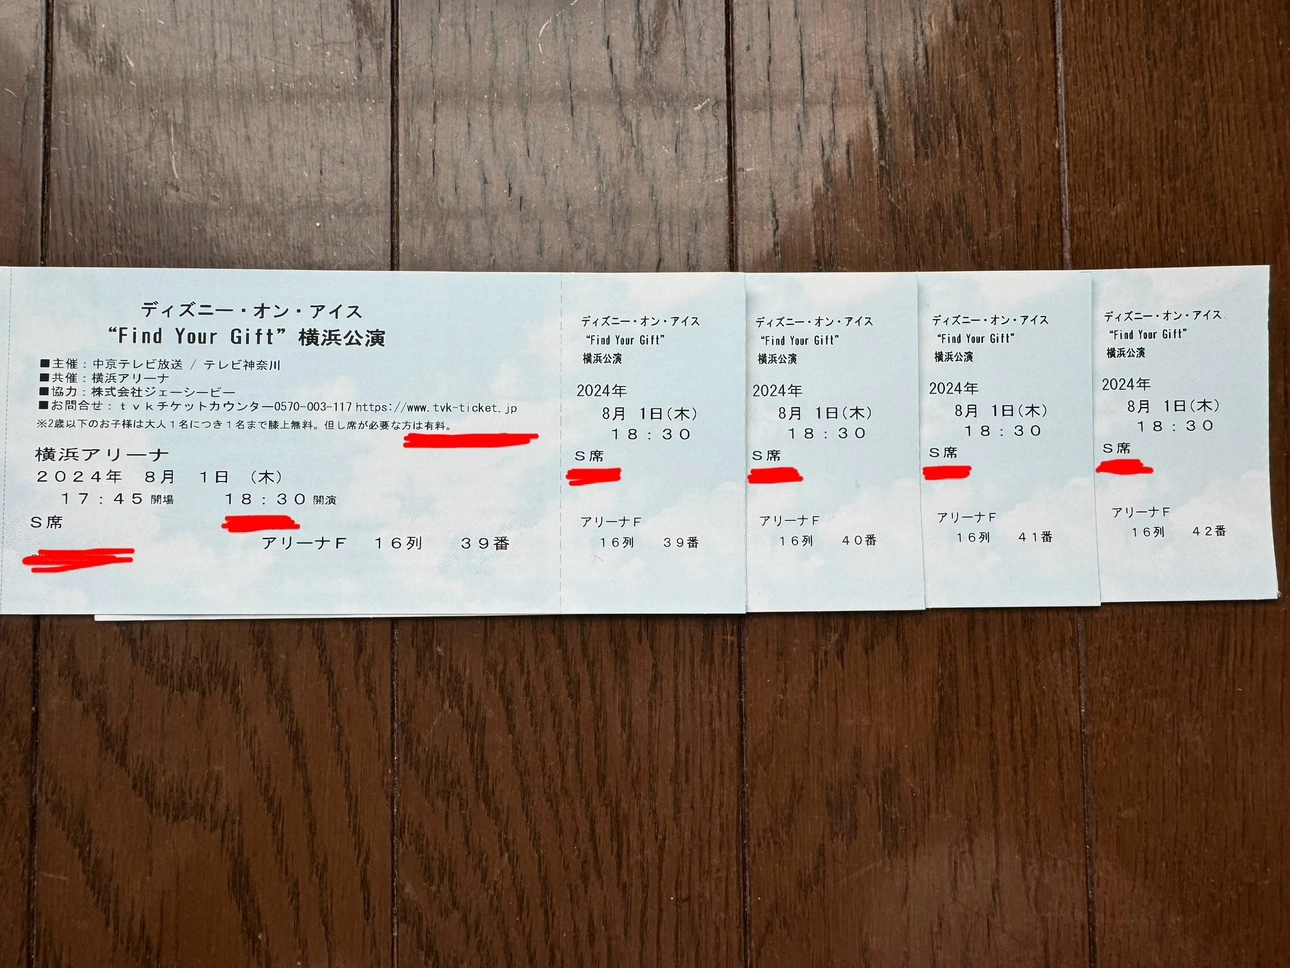 ディズニー・オン・アイス
“Find Your Gift” 横浜公演
■主催：中京テレビ放送 / テレビ神奈川
■共催：横浜アリーナ
■協力：株式会社ジェーシービー
■お問合せ：ｔｖｋチケットカウンター0570-003-117 https://www.tvk-ticket.jp
※2歳以下のお子様は大人１名につき１名まで膝上無料。但し席が必要な方は有料。
横浜アリーナ
２０２４年　８月　１日　（木）
１７：４５ 開場　１８：３０ 開演
Ｓ席
アリーナＦ　１６列　３９番
ディズニー・オン・アイス
“Find Your Gift”
横浜公演
2024年
8月 1日(木)
１８：３０
Ｓ席
アリーナＦ
１６列　３９番
ディズニー・オン・アイス
“Find Your Gift”
横浜公演
2024年
8月 1日(木)
１８：３０
Ｓ席
アリーナＦ
１６列　４０番
ディズニー・オン・アイス
“Find Your Gift”
横浜公演
2024年
8月 1日(木)
１８：３０
Ｓ席
アリーナＦ
１６列　４１番
ディズニー・オン・アイス
“Find Your Gift”
横浜公演
2024年
8月 1日(木)
１８：３０
Ｓ席
アリーナＦ
１６列　４２番